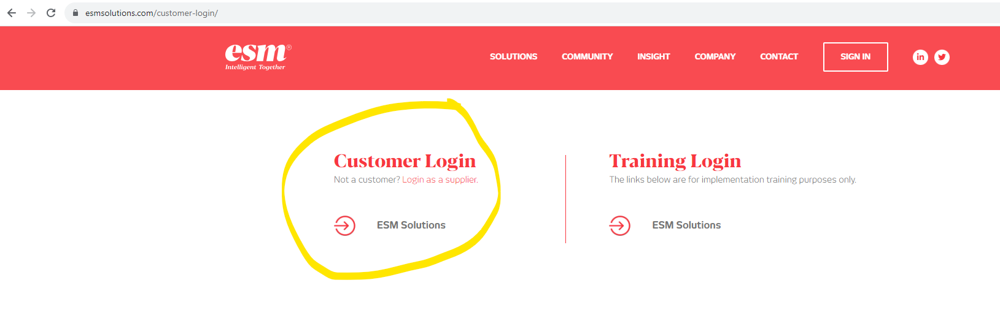 esmsolutions.com/customer-login/
esm®
Intelligent Together
SOLUTIONS COMMUNITY INSIGHT COMPANY CONTACT SIGN IN in
Customer Login
Not a customer? Login as a supplier.
ESM Solutions
Training Login
The links below are for implementation training purposes only.
ESM Solutions